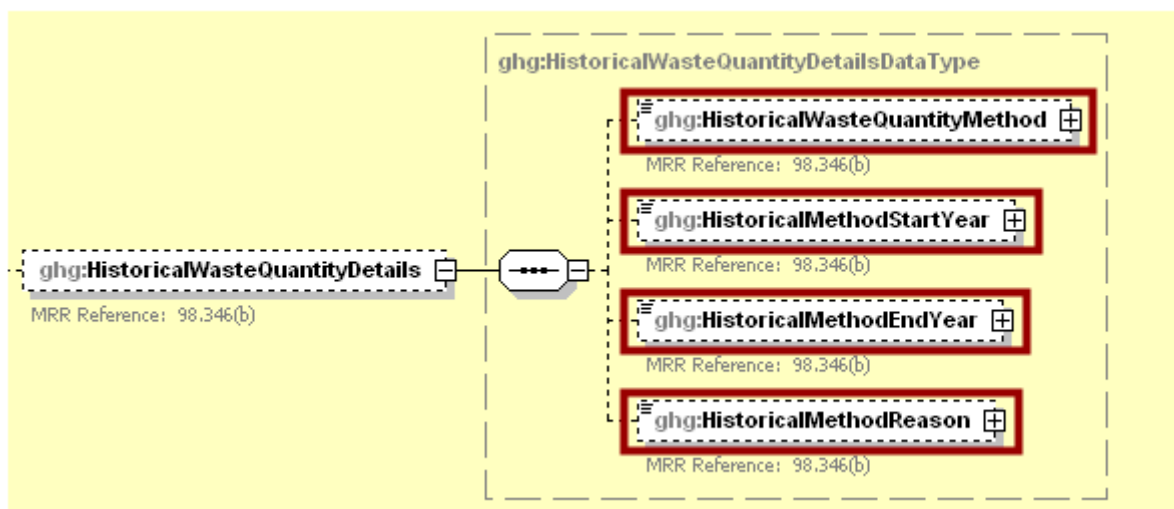 ghg:HistoricalWasteQuantityDetailsDataType
ghg:HistoricalWasteQuantityMethod
MRR Reference: 98.346(b)
ghg:HistoricalMethodStartYear
MRR Reference: 98.346(b)
ghg:HistoricalWasteQuantityDetails
MRR Reference: 98.346(b)
ghg:HistoricalMethodEndYear
MRR Reference: 98.346(b)
ghg:HistoricalMethodReason
MRR Reference: 98.346(b)